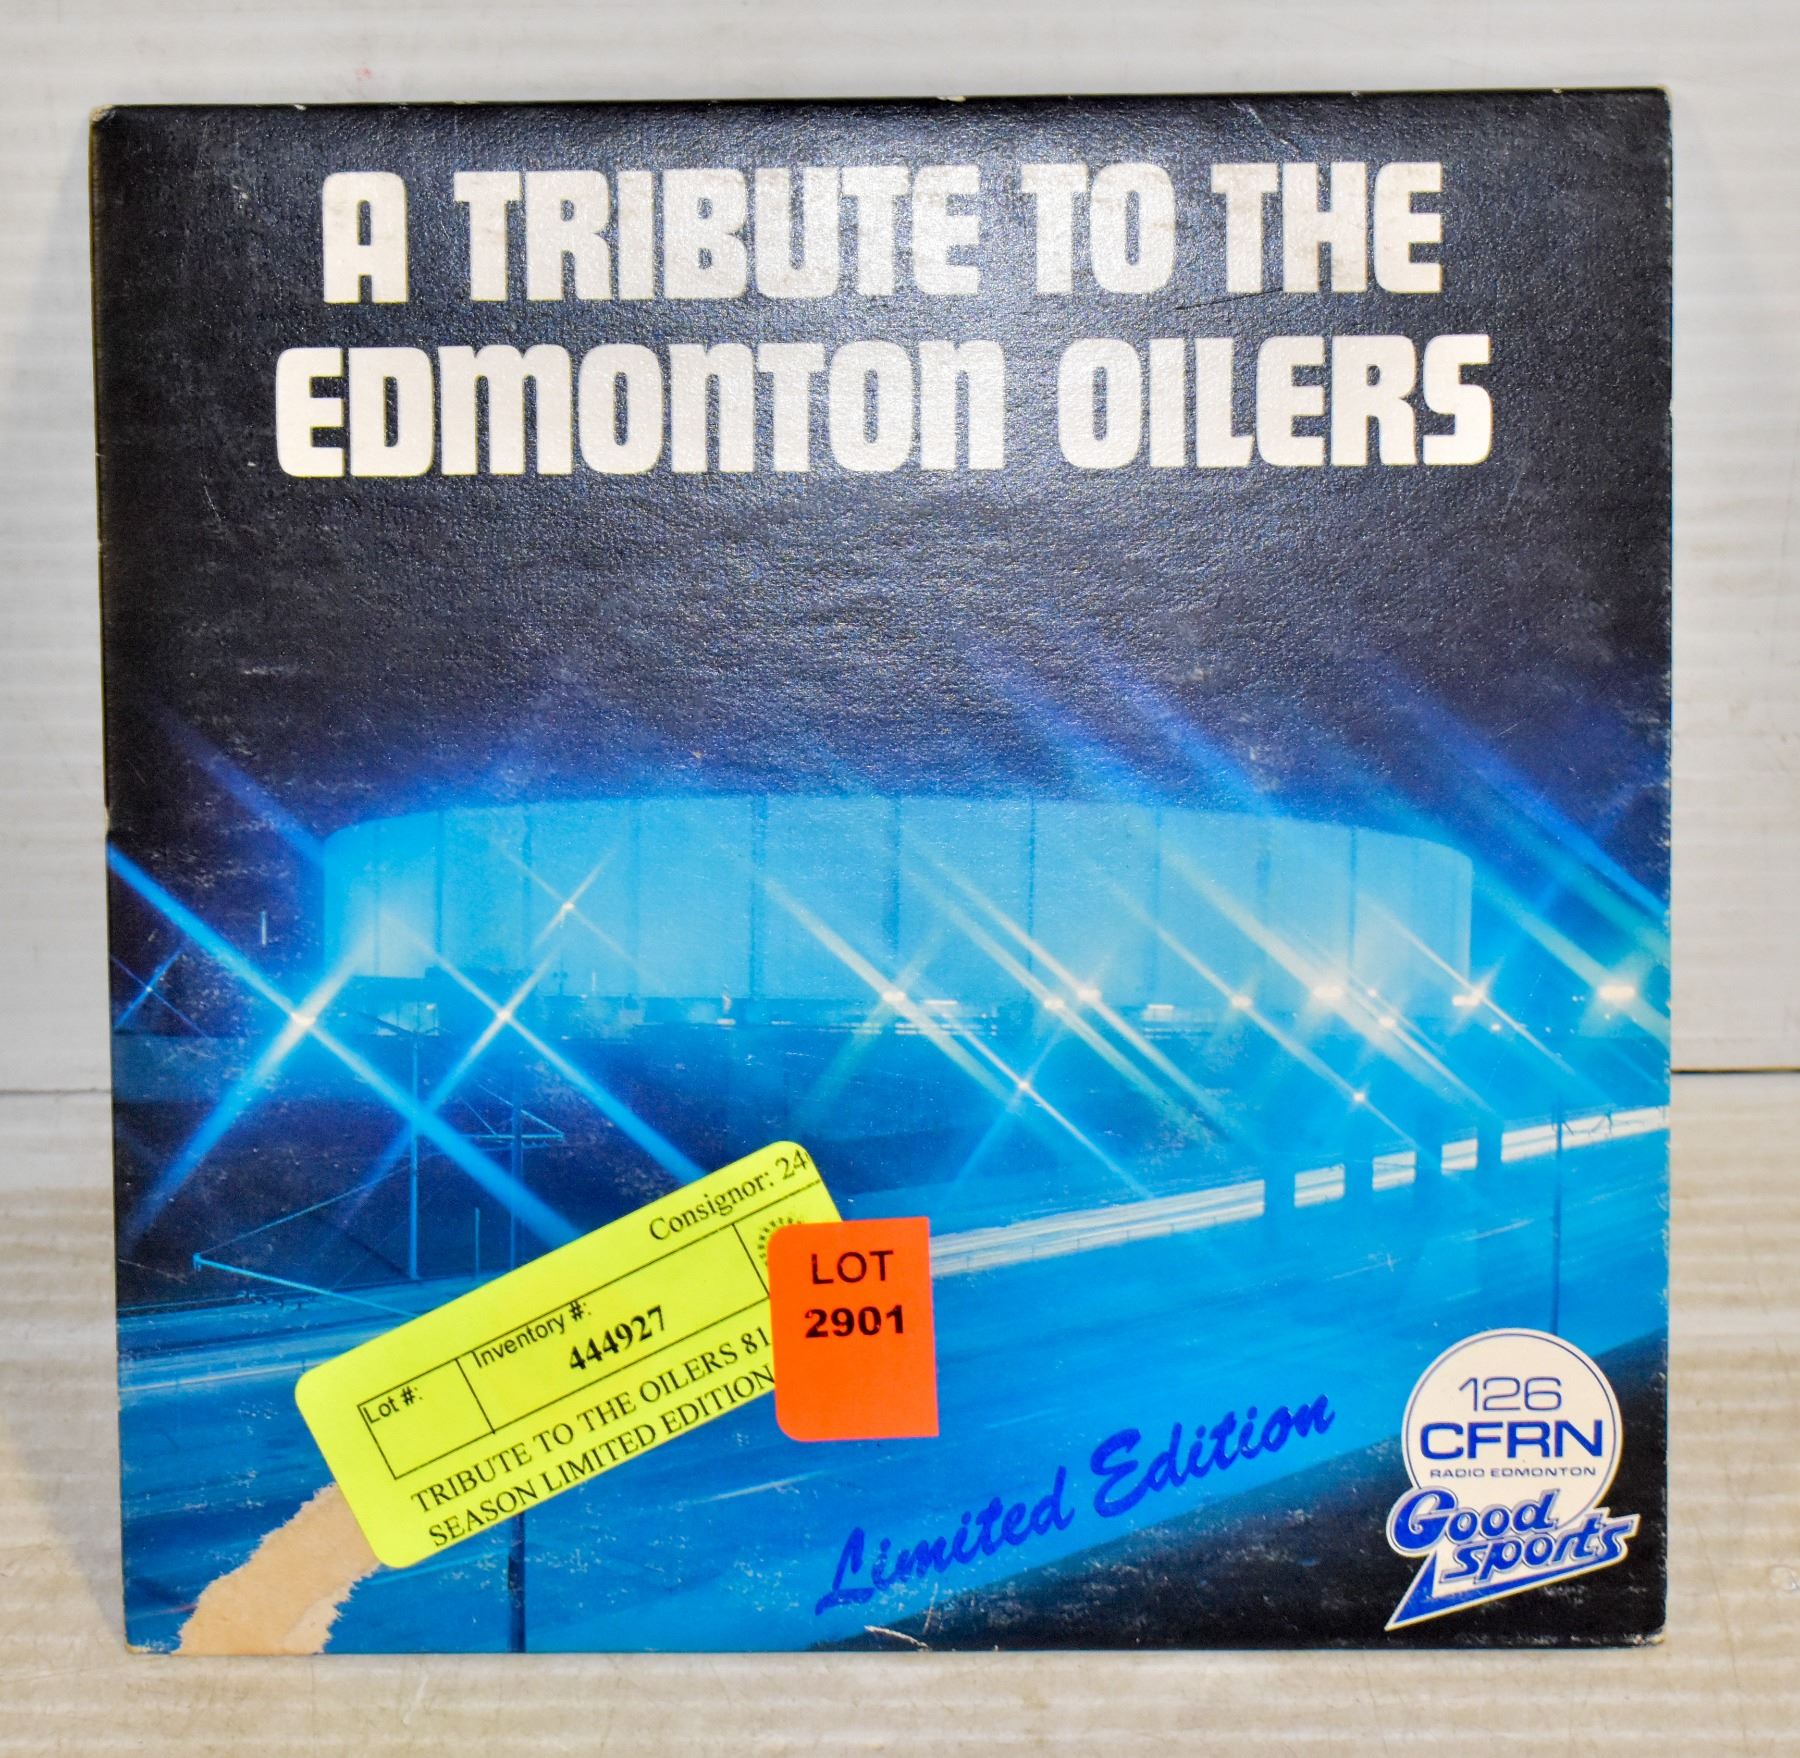 A TRIBUTE TO THE
EDMONTON OILERS
Consignor: 24
Lot #:
Inventory #:
444927
TRIBUTE TO THE OILERS 81
SEASON LIMITED EDITION
LOT
2901
Limited Edition
126
CFRN
RADIO EDMONTON
Good
Sports